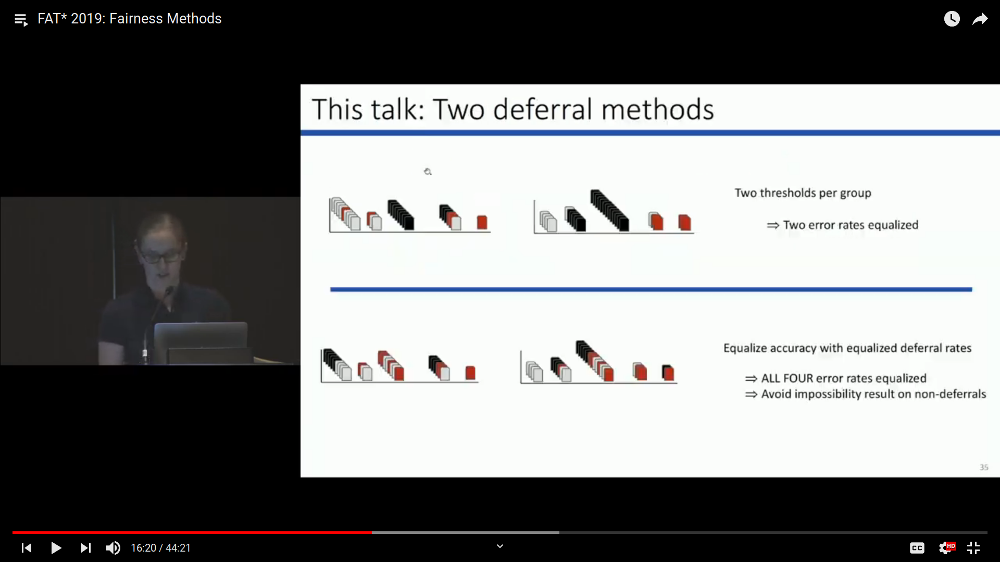 FAT* 2019: Fairness Methods
This talk: Two deferral methods
Two thresholds per group
⇒ Two error rates equalized
Equalize accuracy with equalized deferral rates
⇒ ALL FOUR error rates equalized
⇒ Avoid impossibility result on non-deferrals
35
16:20 / 44:21
CC
HD